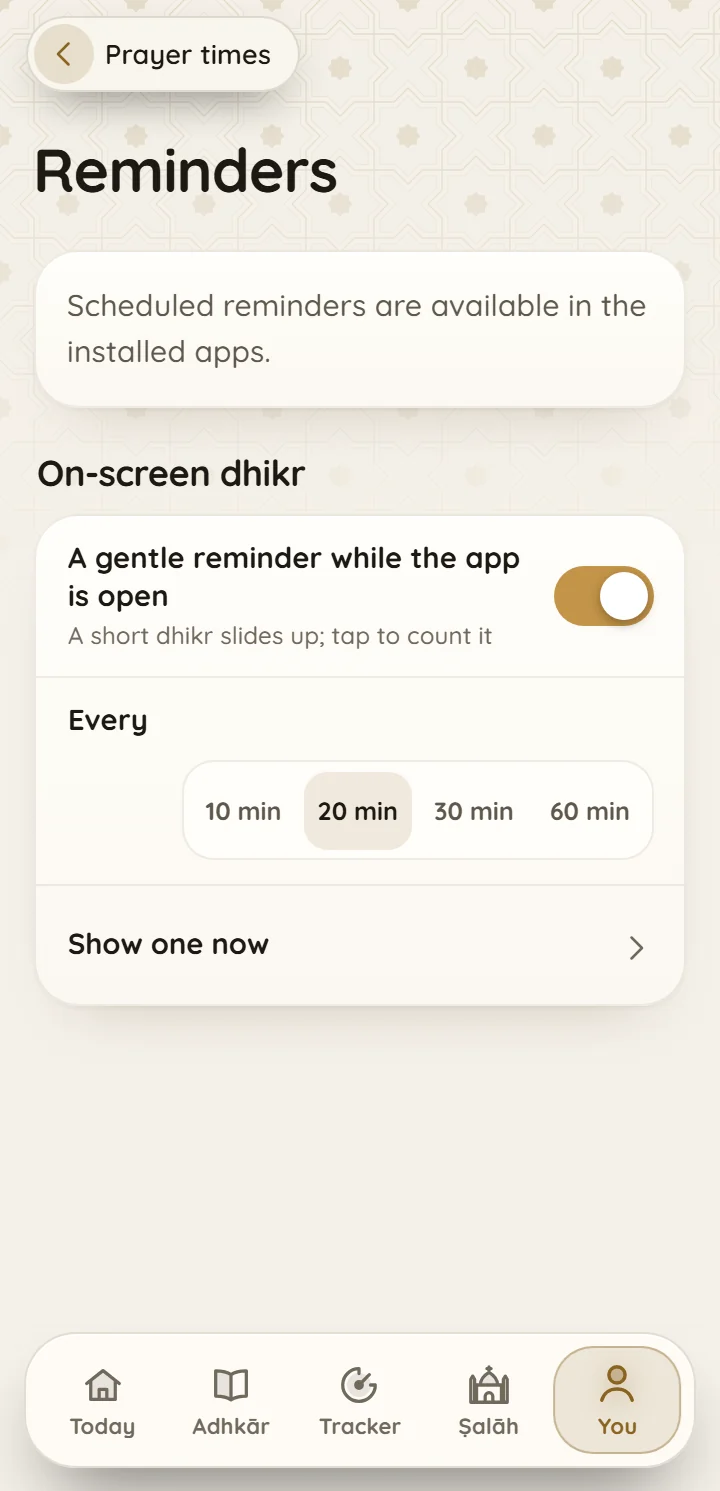 Prayer times
Reminders
Scheduled reminders are available in the
installed apps.
On-screen dhikr
A gentle reminder while the app
is open
A short dhikr slides up; tap to count it
Every
10 min 20 min 30 min 60 min
Show one now
Today Adhkār Tracker Ṣalāh You